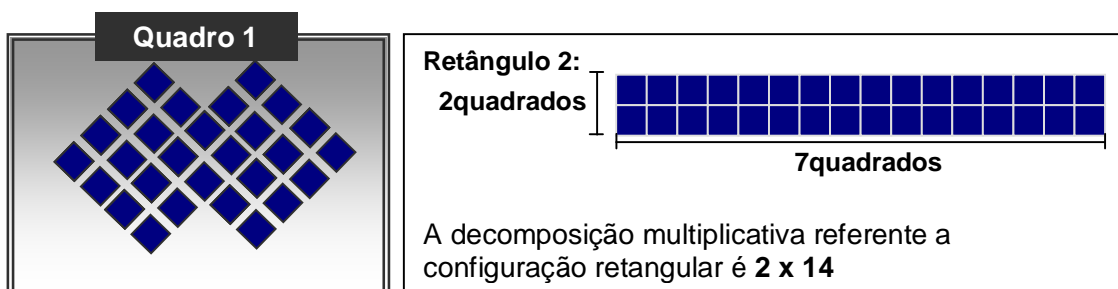 Quadro 1
Retângulo 2:
2quadrados
7quadrados
A decomposição multiplicativa referente a
configuração retangular é 2 x 14